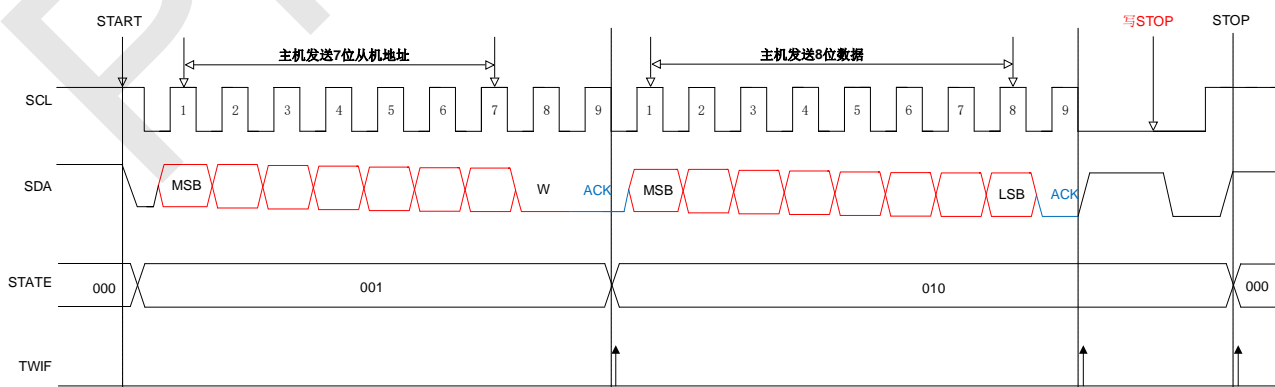 START 写STOP STOP
主机发送7位从机地址 主机发送8位数据
SCL 1 2 3 4 5 6 7 8 9 1 2 3 4 5 6 7 8 9
SDA MSB W ACK MSB LSB ACK
STATE 000 001 010 000
TWIF